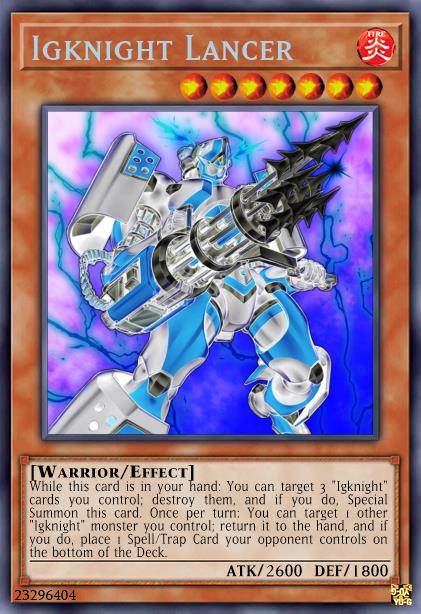 IGKNIGHT LANCER
FIRE
炎
[WARRIOR/EFFECT]
While this card is in your hand: You can target 3 "Igknight"
cards you control; destroy them, and if you do, Special
Summon this card. Once per turn: You can target 1 other
"Igknight" monster you control; return it to the hand, and if
you do, place 1 Spell/Trap Card your opponent controls on
the bottom of the Deck.
ATK/2600 DEF/1800
23296404